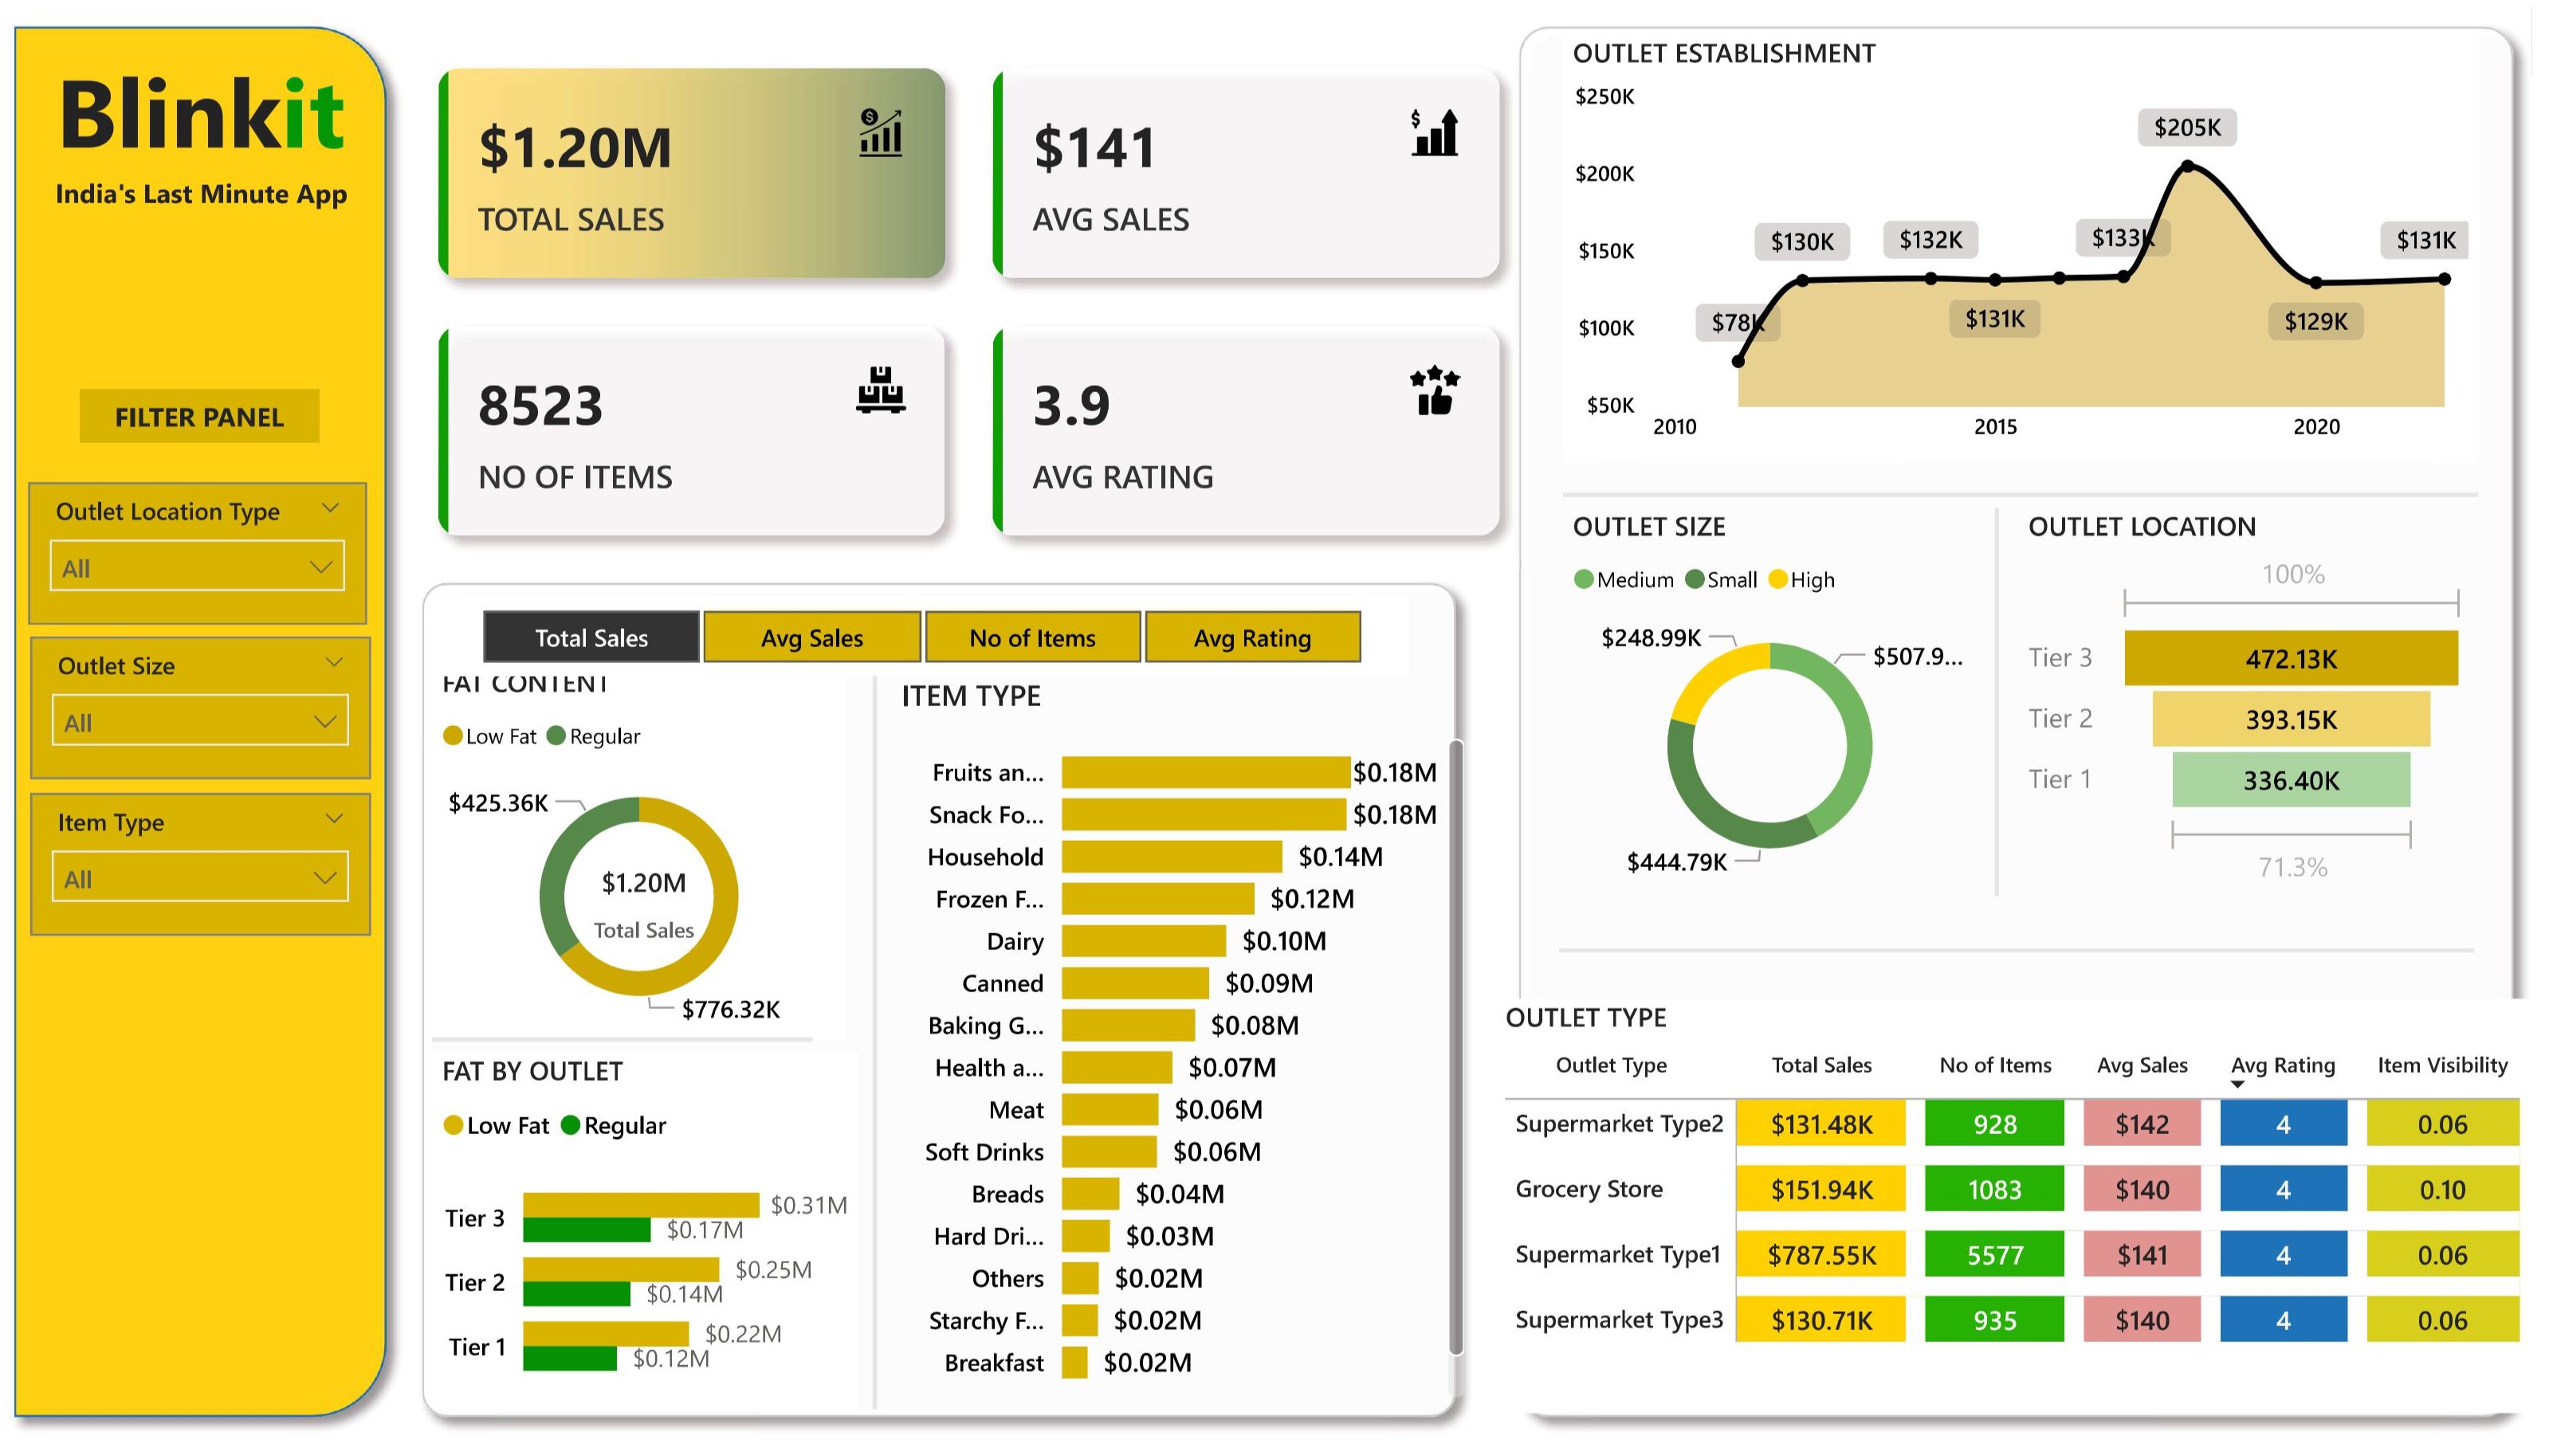 Blinkit
India's Last Minute App
FILTER PANEL
Outlet Location Type
All
Outlet Size
All
Item Type
All
$1.20M
TOTAL SALES
$141
AVG SALES
8523
NO OF ITEMS
3.9
AVG RATING
Total Sales
Avg Sales
No of Items
Avg Rating
FAT CONTENT
Low Fat
Regular
$425.36K
$1.20M
Total Sales
$776.32K
FAT BY OUTLET
Low Fat
Regular
Tier 3
$0.31M
$0.17M
Tier 2
$0.25M
$0.14M
Tier 1
$0.22M
$0.12M
ITEM TYPE
Fruits an...
$0.18M
Snack Fo...
$0.18M
Household
$0.14M
Frozen F...
$0.12M
Dairy
$0.10M
Canned
$0.09M
Baking G...
$0.08M
Health a...
$0.07M
Meat
$0.06M
Soft Drinks
$0.06M
Breads
$0.04M
Hard Dri...
$0.03M
Others
$0.02M
Starchy F...
$0.02M
Breakfast
$0.02M
OUTLET ESTABLISHMENT
$250K
$200K
$150K
$100K
$50K
$78K
$130K
$132K
$131K
$133K
$205K
$129K
$131K
2010
2015
2020
OUTLET SIZE
Medium
Small
High
$248.99K
$507.9...
$444.79K
OUTLET LOCATION
100%
Tier 3
472.13K
Tier 2
393.15K
Tier 1
336.40K
71.3%
OUTLET TYPE
Outlet Type Total Sales No of Items Avg Sales Avg Rating Item Visibility
Supermarket Type2 $131.48K 928 $142 4 0.06
Grocery Store $151.94K 1083 $140 4 0.10
Supermarket Type1 $787.55K 5577 $141 4 0.06
Supermarket Type3 $130.71K 935 $140 4 0.06